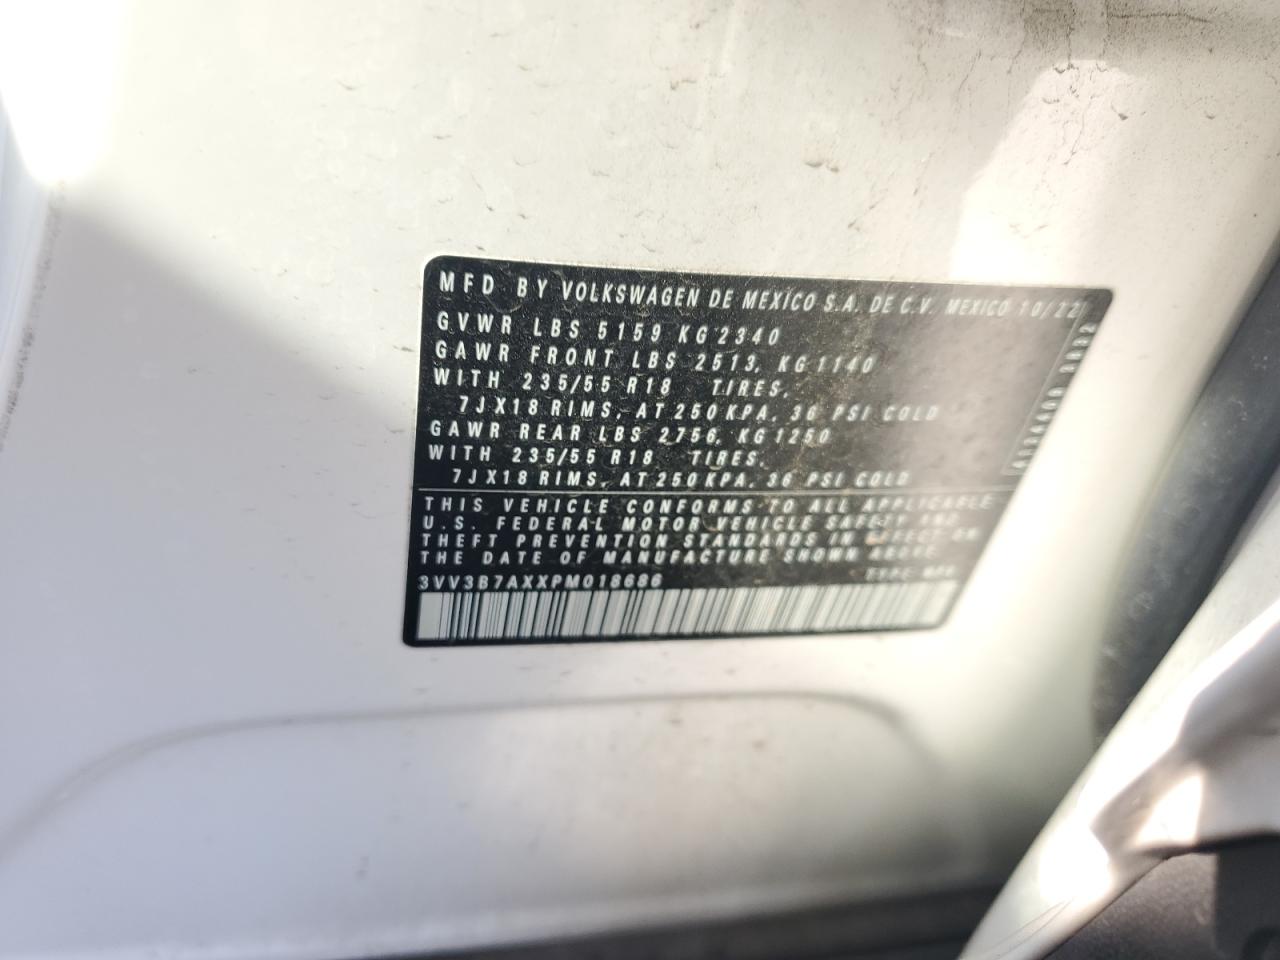 MFD BY VOLKSWAGEN DE MEXICO S.A. DE C.V. MEXICO 10/22
GVWR LBS 5159 KG 2340
GAWR FRONT LBS 2513, KG 1140
WITH 235/55 R18 TIRES,
7JX18 RIMS, AT 250 KPA, 36 PSI COLD
GAWR REAR LBS 2756, KG 1250
WITH 235/55 R18 TIRES,
7JX18 RIMS, AT 250 KPA, 36 PSI COLD
THIS VEHICLE CONFORMS TO ALL APPLICABLE
U.S. FEDERAL MOTOR VEHICLE SAFETY AND
THEFT PREVENTION STANDARDS IN EFFECT ON
THE DATE OF MANUFACTURE SHOWN ABOVE.
3VV3B7AXXPM018686 TYPE